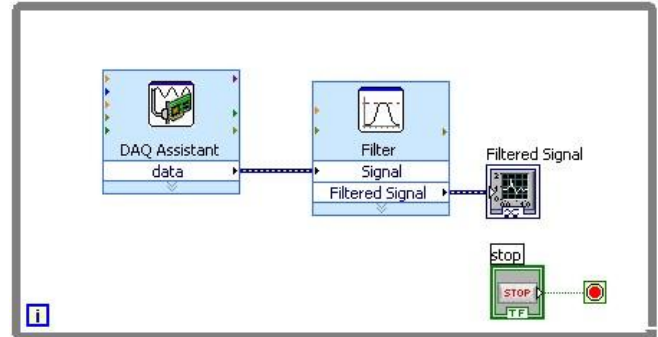 DAQ Assistant
data
Filter
Signal
Filtered Signal
Filtered Signal
stop
STOP
TF
i